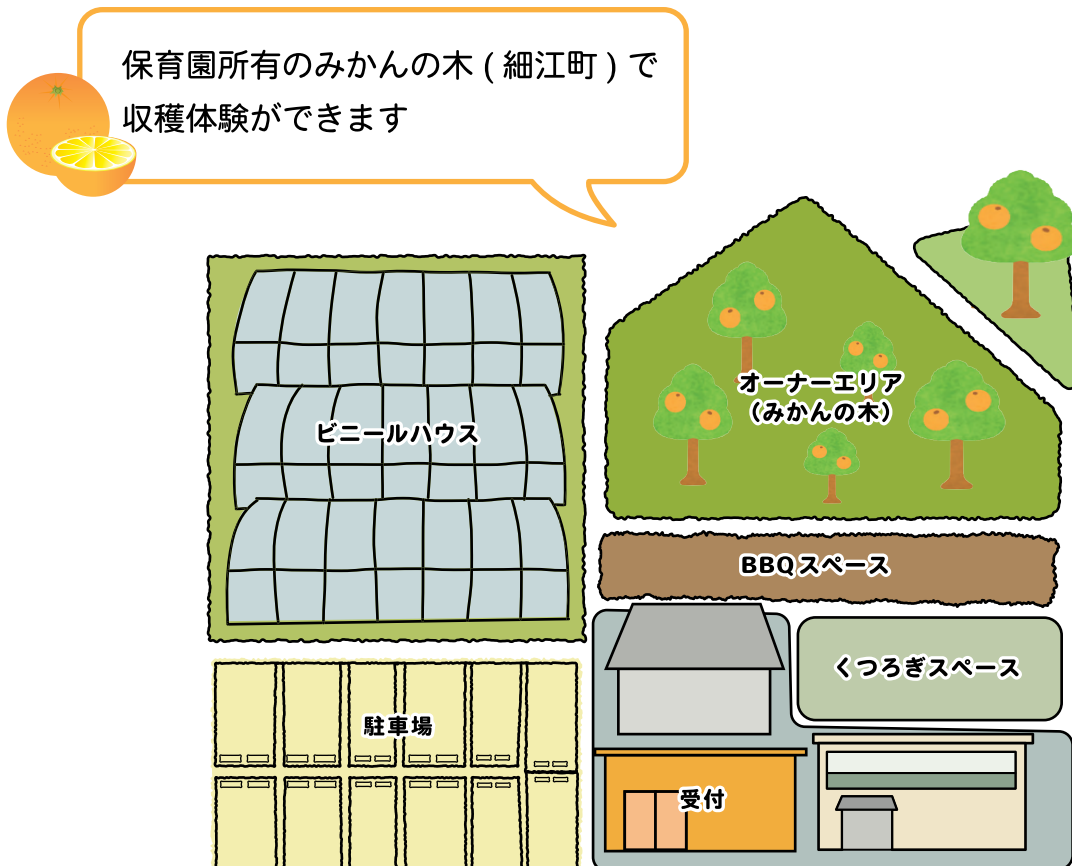 保育園所有のみかんの木 ( 細江町 ) で
収穫体験ができます
オーナーエリア
（みかんの木）
ビニールハウス
BBQスペース
くつろぎスペース
駐車場
受付